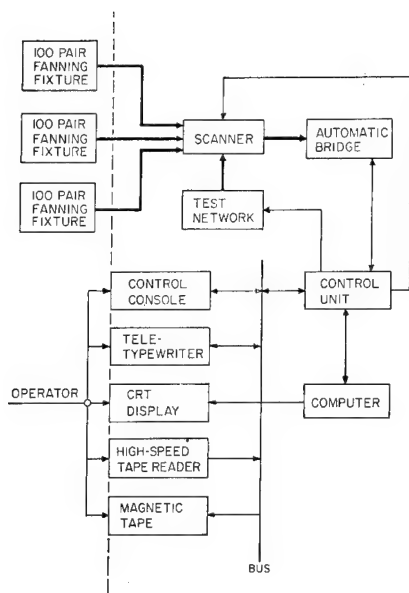 100 PAIR
FANNING
FIXTURE
100 PAIR
FANNING
FIXTURE
100 PAIR
FANNING
FIXTURE
SCANNER
AUTOMATIC
BRIDGE
TEST
NETWORK
CONTROL
CONSOLE
CONTROL
UNIT
TELE-
TYPEWRITER
OPERATOR
CRT
DISPLAY
COMPUTER
HIGH-SPEED
TAPE READER
MAGNETIC
TAPE
BUS